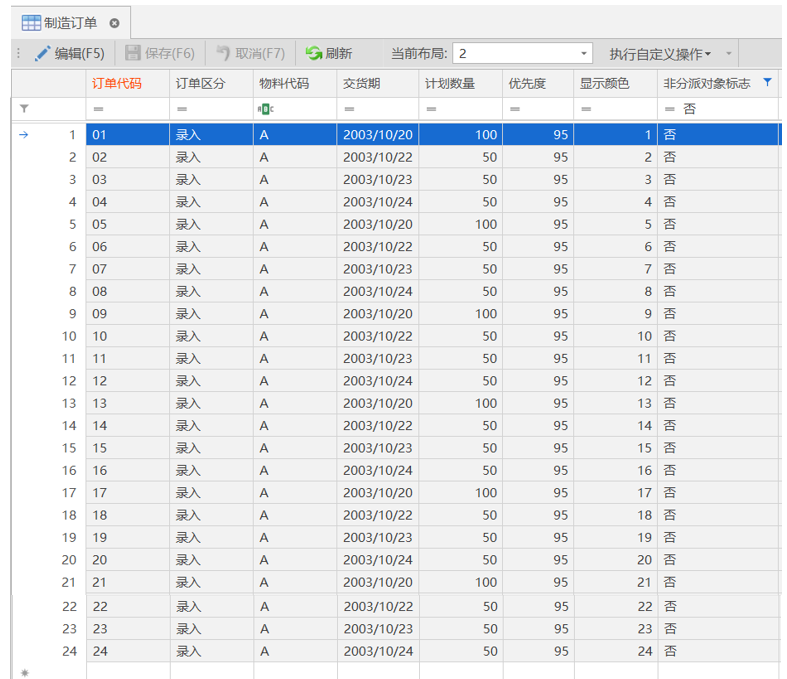 制造订单
编辑(F5) 保存(F6) 取消(F7) 刷新 当前布局: 2 执行自定义操作
订单代码 订单区分 物料代码 交货期 计划数量 优先度 显示颜色 非分派对象标志
= = = = = = = 否
1 01 录入 A 2003/10/20 100 95 1 否
2 02 录入 A 2003/10/22 50 95 2 否
3 03 录入 A 2003/10/23 50 95 3 否
4 04 录入 A 2003/10/24 50 95 4 否
5 05 录入 A 2003/10/20 100 95 5 否
6 06 录入 A 2003/10/22 50 95 6 否
7 07 录入 A 2003/10/23 50 95 7 否
8 08 录入 A 2003/10/24 50 95 8 否
9 09 录入 A 2003/10/20 100 95 9 否
10 10 录入 A 2003/10/22 50 95 10 否
11 11 录入 A 2003/10/23 50 95 11 否
12 12 录入 A 2003/10/24 50 95 12 否
13 13 录入 A 2003/10/20 100 95 13 否
14 14 录入 A 2003/10/22 50 95 14 否
15 15 录入 A 2003/10/23 50 95 15 否
16 16 录入 A 2003/10/24 50 95 16 否
17 17 录入 A 2003/10/20 100 95 17 否
18 18 录入 A 2003/10/22 50 95 18 否
19 19 录入 A 2003/10/23 50 95 19 否
20 20 录入 A 2003/10/24 50 95 20 否
21 21 录入 A 2003/10/20 100 95 21 否
22 22 录入 A 2003/10/22 50 95 22 否
23 23 录入 A 2003/10/23 50 95 23 否
24 24 录入 A 2003/10/24 50 95 24 否